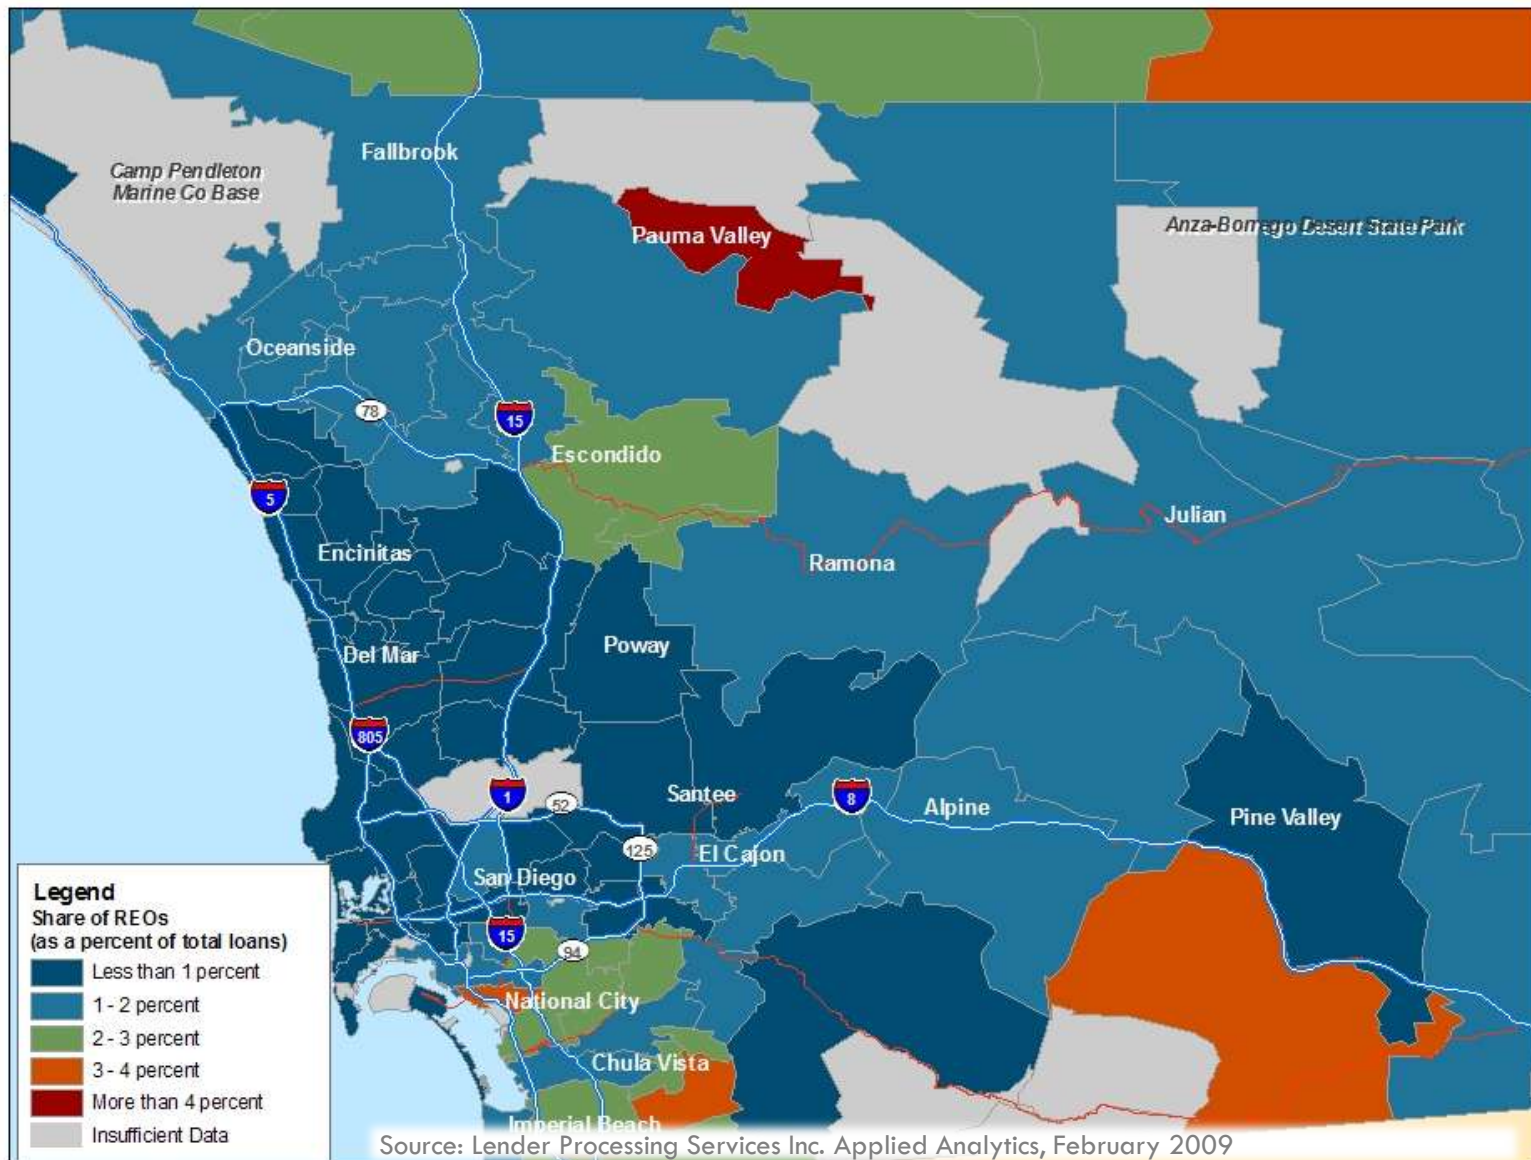 Fallbrook
Camp Pendleton
Marine Co Base
Pauma Valley
Anza-Borrego Desert State Park
Oceanside
78
15
Escondido
5
Julian
Encinitas
Ramona
Poway
Del Mar
805
Santee
1
8
52
Alpine
Pine Valley
125
El Cajon
San Diego
15
94
National City
Chula Vista
Imperial Beach
Legend
Share of REOs
(as a percent of total loans)
Less than 1 percent
1 - 2 percent
2 - 3 percent
3 - 4 percent
More than 4 percent
Insufficient Data
Source: Lender Processing Services Inc. Applied Analytics, February 2009